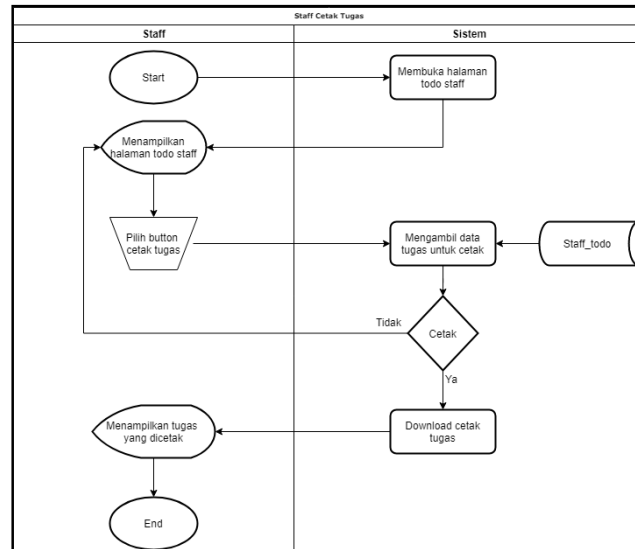 Staff Cetak Tugas
Staff
Sistem
Start
Membuka halaman
todo staff
Menampilkan
halaman todo staff
Pilih button
cetak tugas
Mengambil data
tugas untuk cetak
Staff_todo
Tidak
Cetak
Ya
Menampilkan tugas
yang dicetak
Download cetak
tugas
End